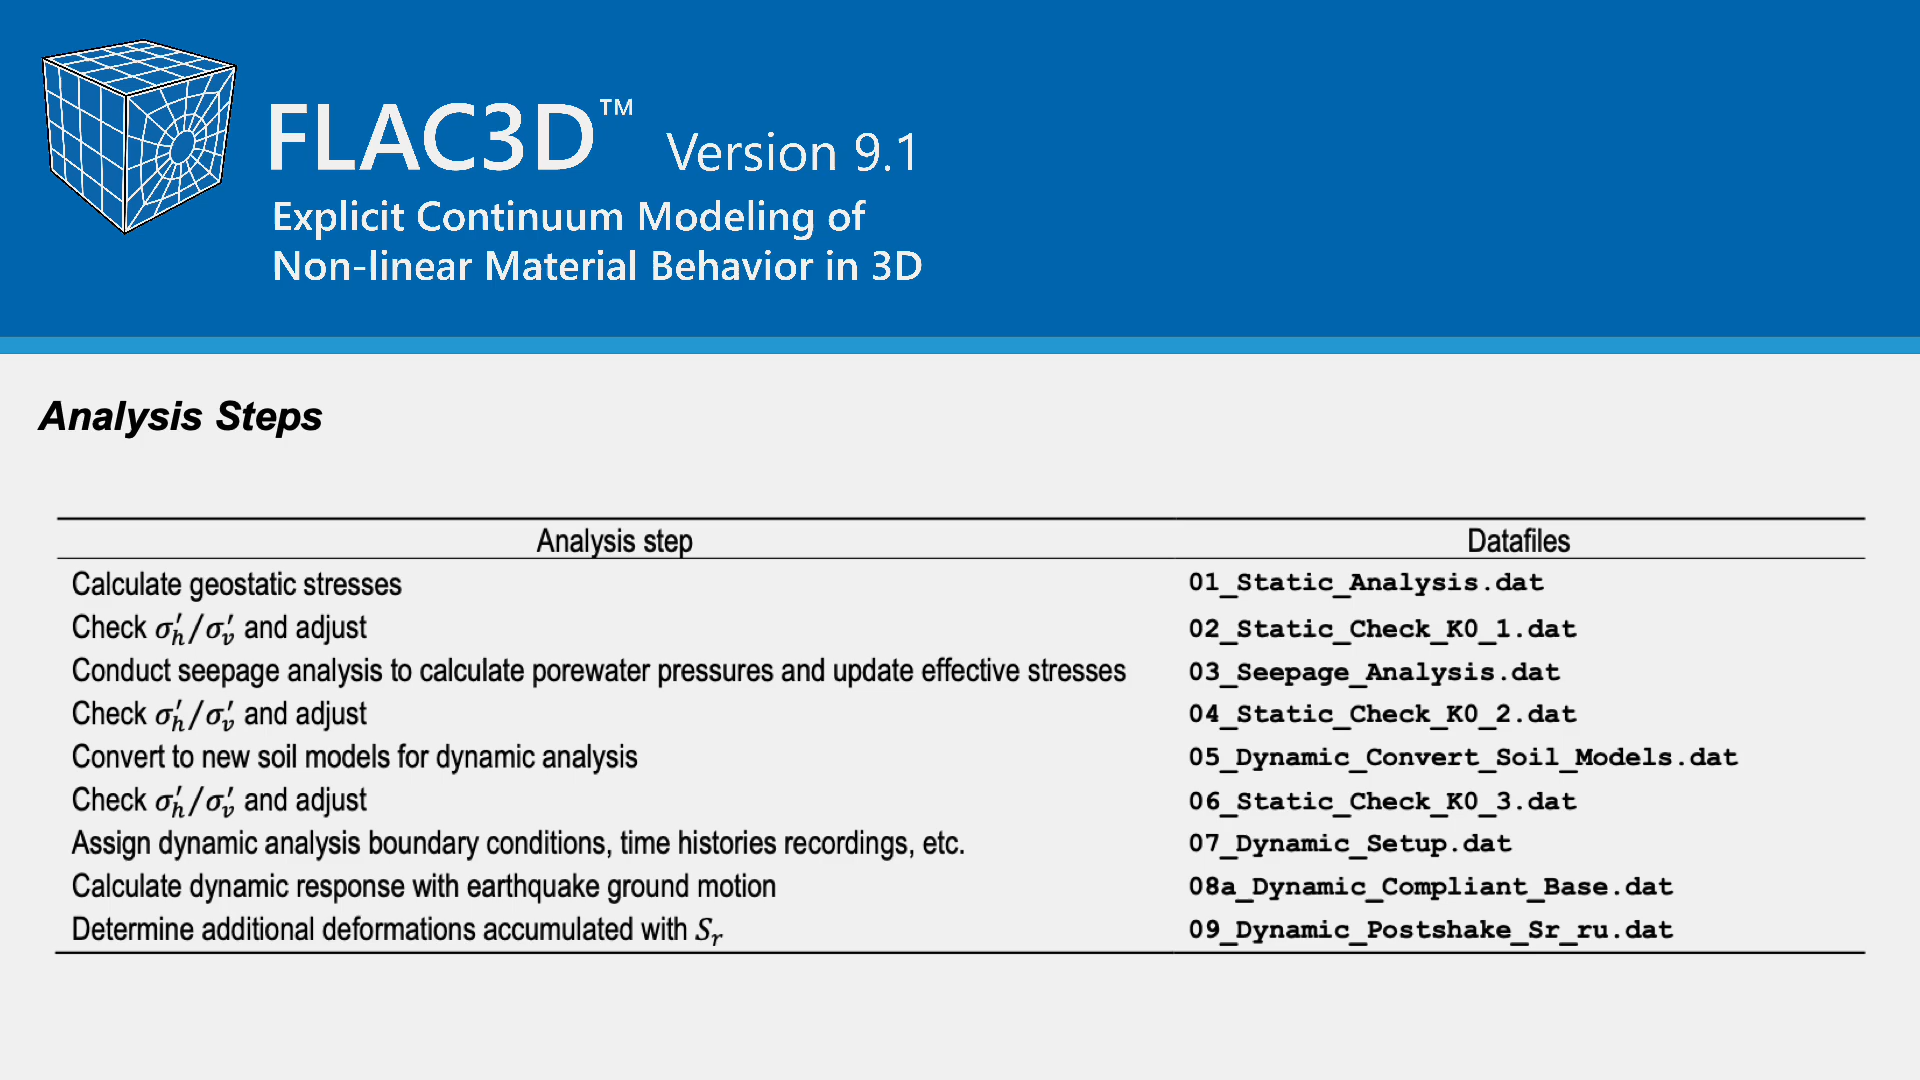 FLAC3D™ Version 9.1
Explicit Continuum Modeling of
Non-linear Material Behavior in 3D
Analysis Steps
Analysis step Datafiles
Calculate geostatic stresses 01_Static_Analysis.dat
Check σ′h/σ′v and adjust 02_Static_Check_K0_1.dat
Conduct seepage analysis to calculate porewater pressures and update effective stresses 03_Seepage_Analysis.dat
Check σ′h/σ′v and adjust 04_Static_Check_K0_2.dat
Convert to new soil models for dynamic analysis 05_Dynamic_Convert_Soil_Models.dat
Check σ′h/σ′v and adjust 06_Static_Check_K0_3.dat
Assign dynamic analysis boundary conditions, time histories recordings, etc. 07_Dynamic_Setup.dat
Calculate dynamic response with earthquake ground motion 08a_Dynamic_Compliant_Base.dat
Determine additional deformations accumulated with Sr 09_Dynamic_Postshake_Sr_ru.dat